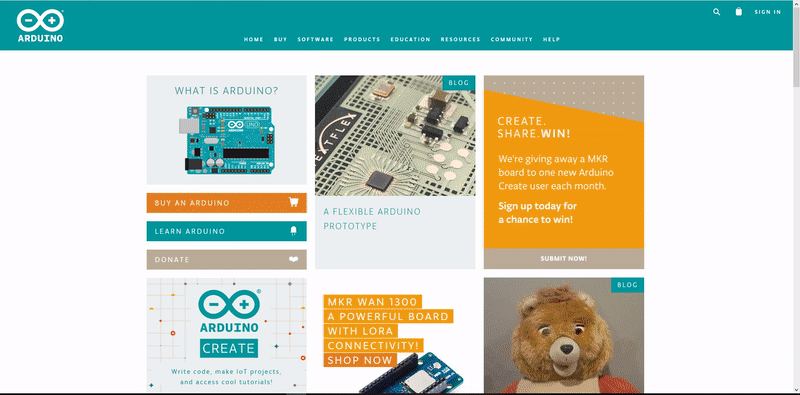 ARDUINO
SIGN IN
HOME BUY SOFTWARE PRODUCTS EDUCATION RESOURCES COMMUNITY HELP
WHAT IS ARDUINO?
UNO
BUY AN ARDUINO
LEARN ARDUINO
DONATE
BLOG
A FLEXIBLE ARDUINO
PROTOTYPE
CREATE.
SHARE.WIN!
We're giving away a MKR
board to one new Arduino
Create user each month.
Sign up today for
a chance to win!
SUBMIT NOW!
ARDUINO
CREATE
Write code, make IoT projects,
and access cool tutorials!
MKR WAN 1300
A POWERFUL BOARD
WITH LORA
CONNECTIVITY!
SHOP NOW
BLOG